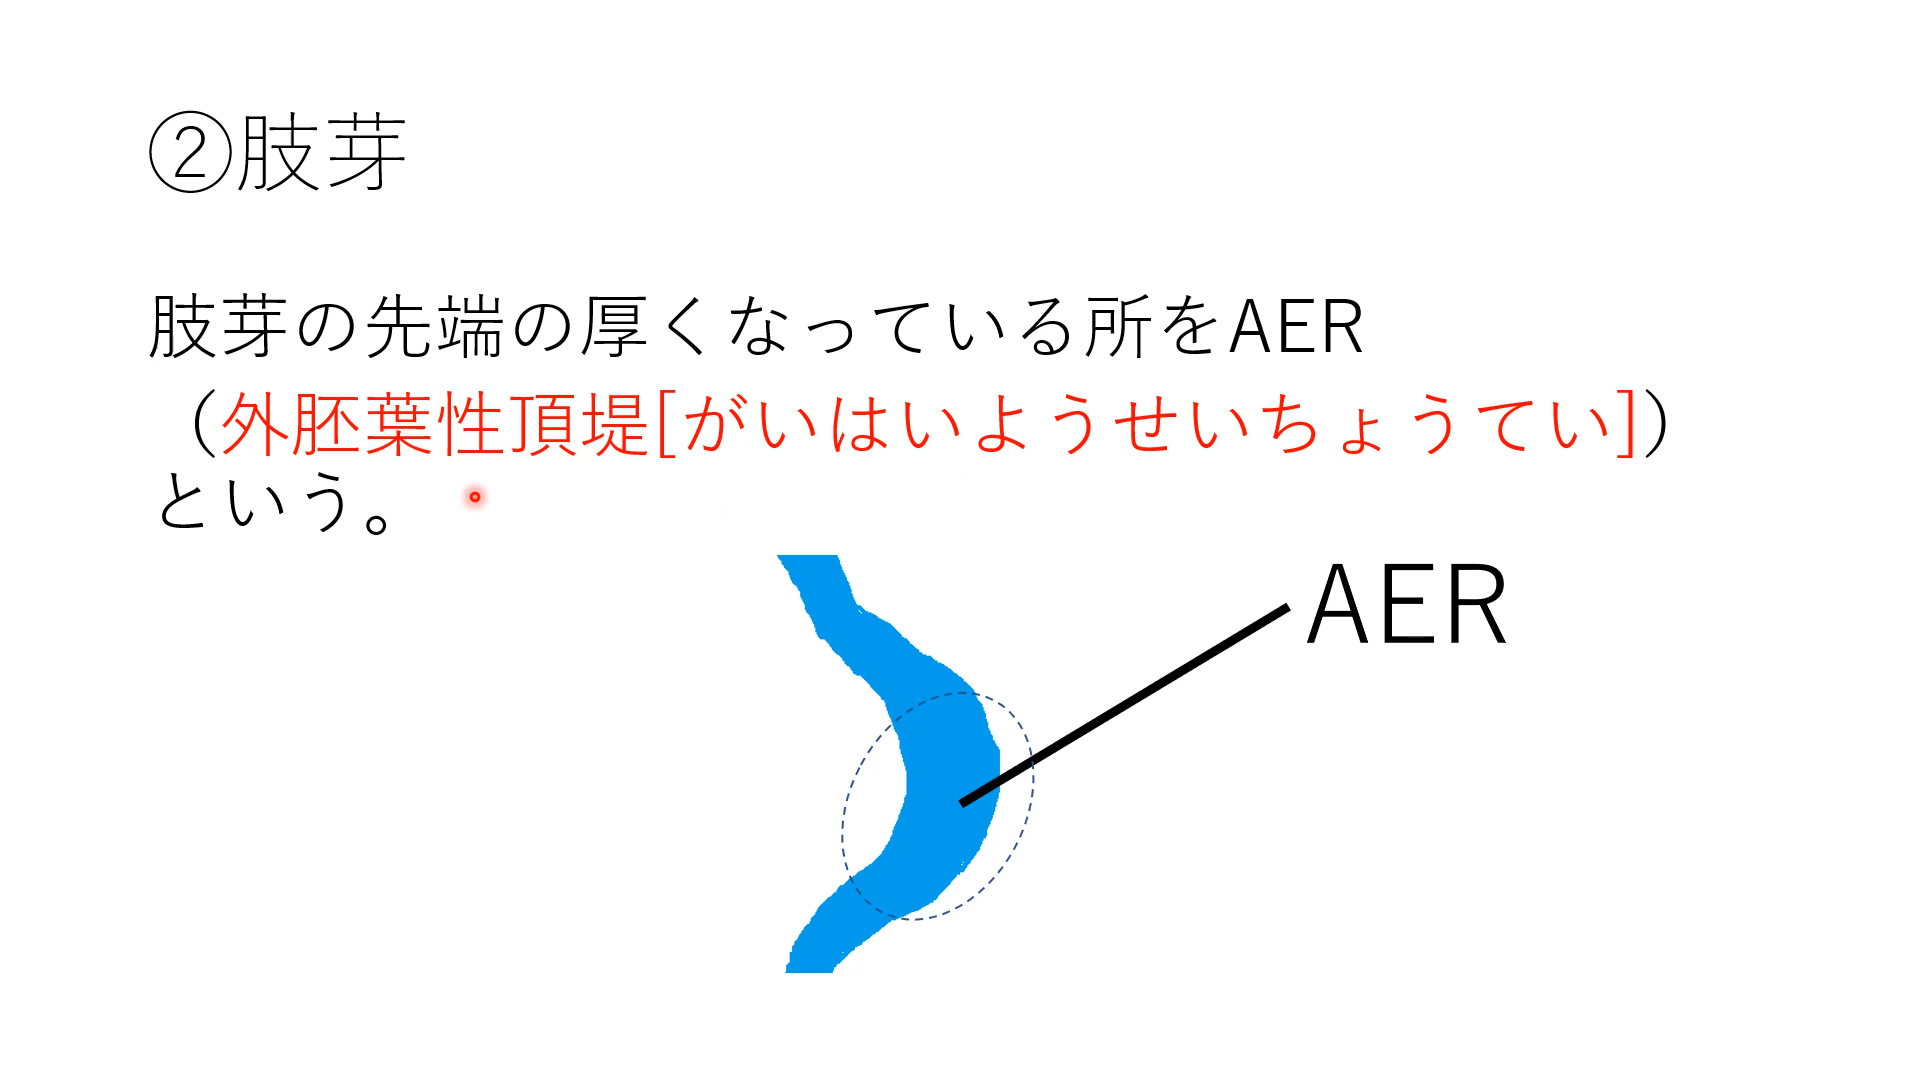 ②肢芽
肢芽の先端の厚くなっている所をAER
（外胚葉性頂堤[がいはいようせいちょうてい]）
という。
AER